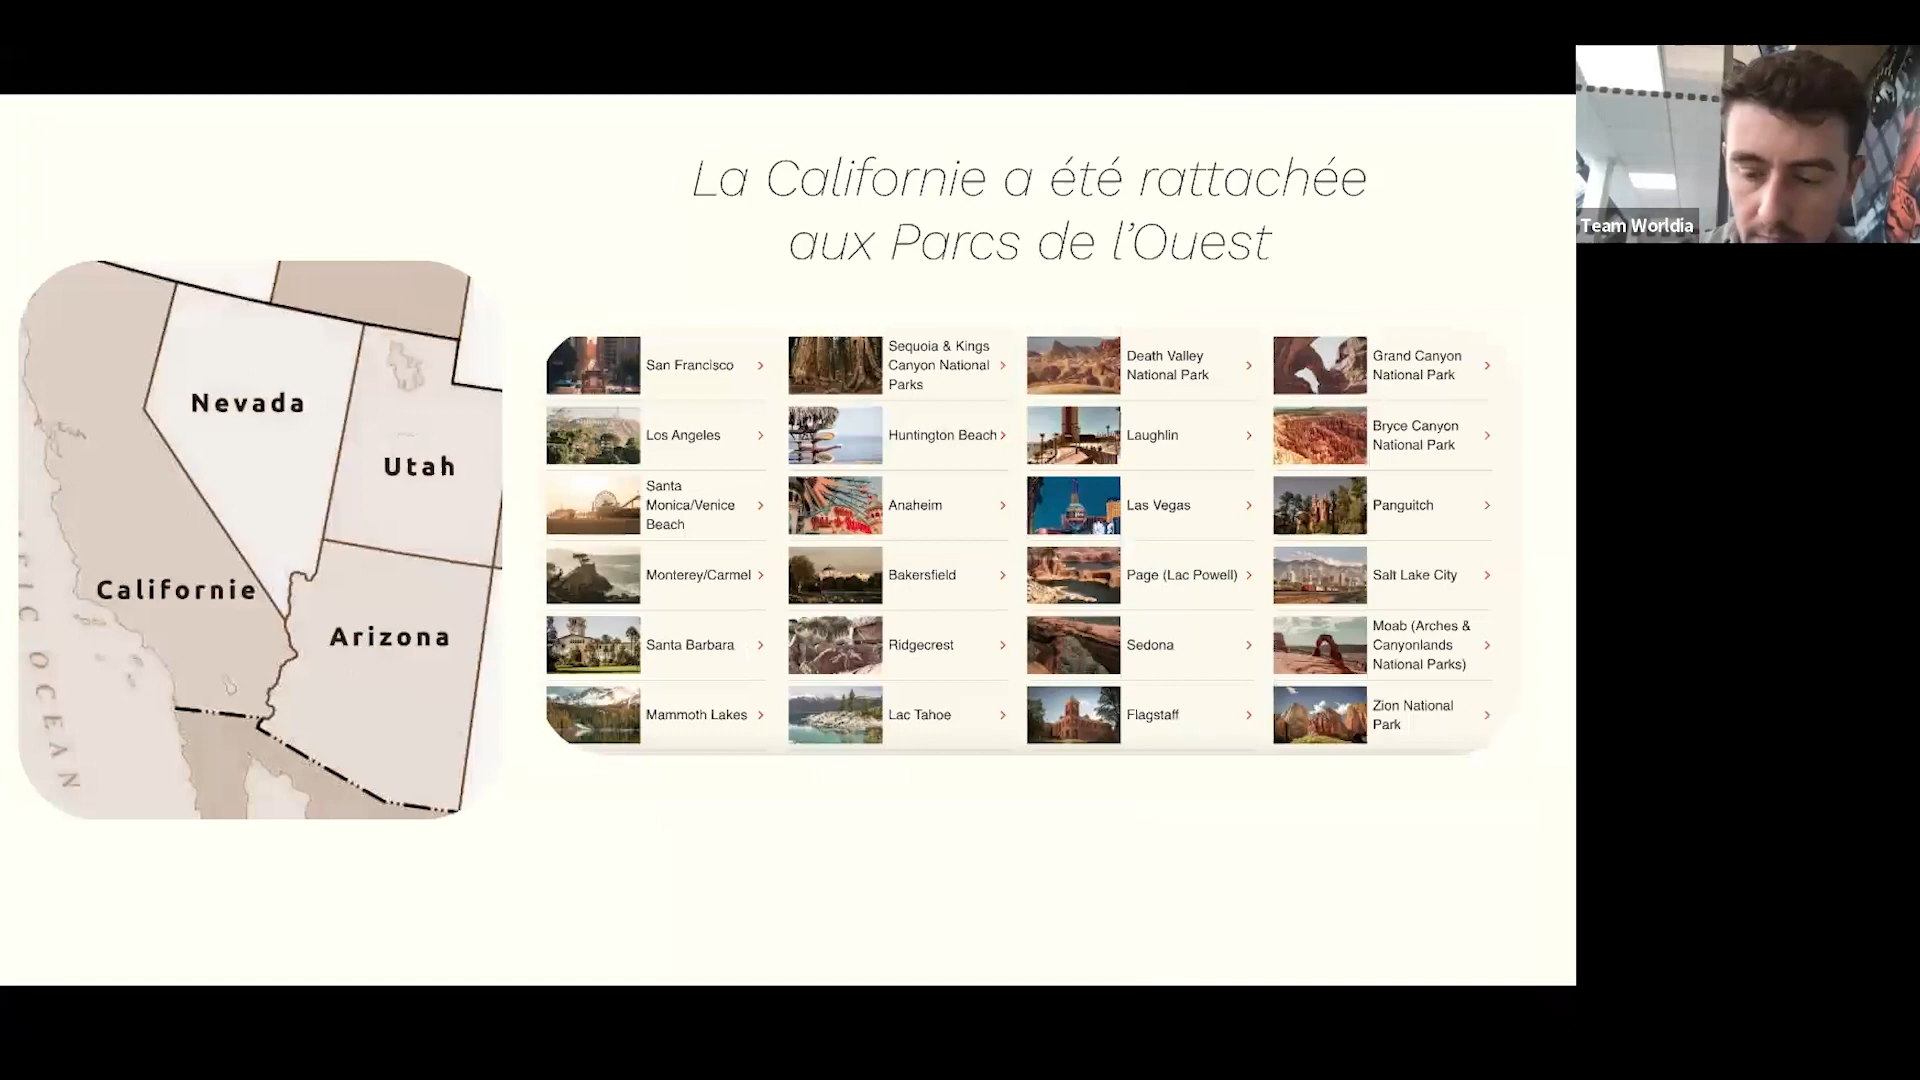 La Californie a été rattachée
aux Parcs de l'Ouest
Nevada
Utah
Californie
Arizona
OCEAN
San Francisco
Los Angeles
Santa
Monica/Venice
Beach
Monterey/Carmel
Santa Barbara
Mammoth Lakes
Sequoia & Kings
Canyon National
Parks
Huntington Beach
Anaheim
Bakersfield
Ridgecrest
Lac Tahoe
Death Valley
National Park
Laughlin
Las Vegas
Page (Lac Powell)
Sedona
Flagstaff
Grand Canyon
National Park
Bryce Canyon
National Park
Panguitch
Salt Lake City
Moab (Arches &
Canyonlands
National Parks)
Zion National
Park
Team Worldia